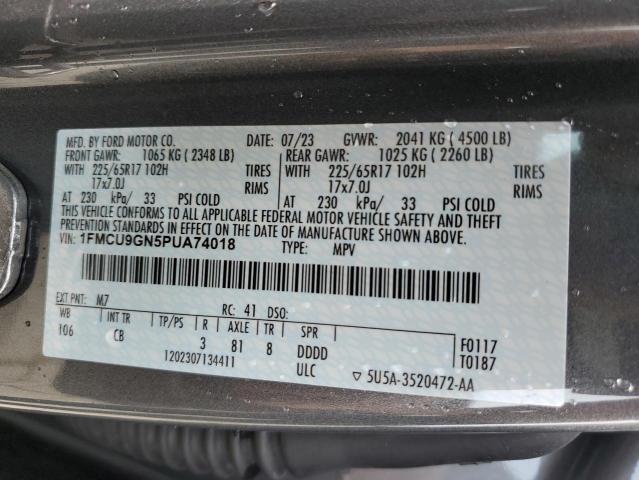 MFD. BY FORD MOTOR CO. DATE: 07/23 GVWR: 2041 KG ( 4500 LB)
FRONT GAWR: 1065 KG ( 2348 LB) REAR GAWR: 1025 KG ( 2260 LB)
WITH 225/65R17 102H TIRES WITH 225/65R17 102H TIRES
17x7.0J RIMS 17x7.0J RIMS
AT 230 kPa/ 33 PSI COLD AT 230 kPa/ 33 PSI COLD
THIS VEHICLE CONFORMS TO ALL APPLICABLE FEDERAL MOTOR VEHICLE SAFETY AND THEFT
PREVENTION STANDARDS IN EFFECT ON THE DATE OF MANUFACTURE SHOWN ABOVE.
VIN: 1FMCU9GN5PUA74018 TYPE: MPV
EXT PNT: M7 RC: 41 DSO:
WB INT TR TP/PS R AXLE TR SPR F0117
106 CB 3 81 8 DDDD T0187
1202307134411 ULC 5U5A-3520472-AA